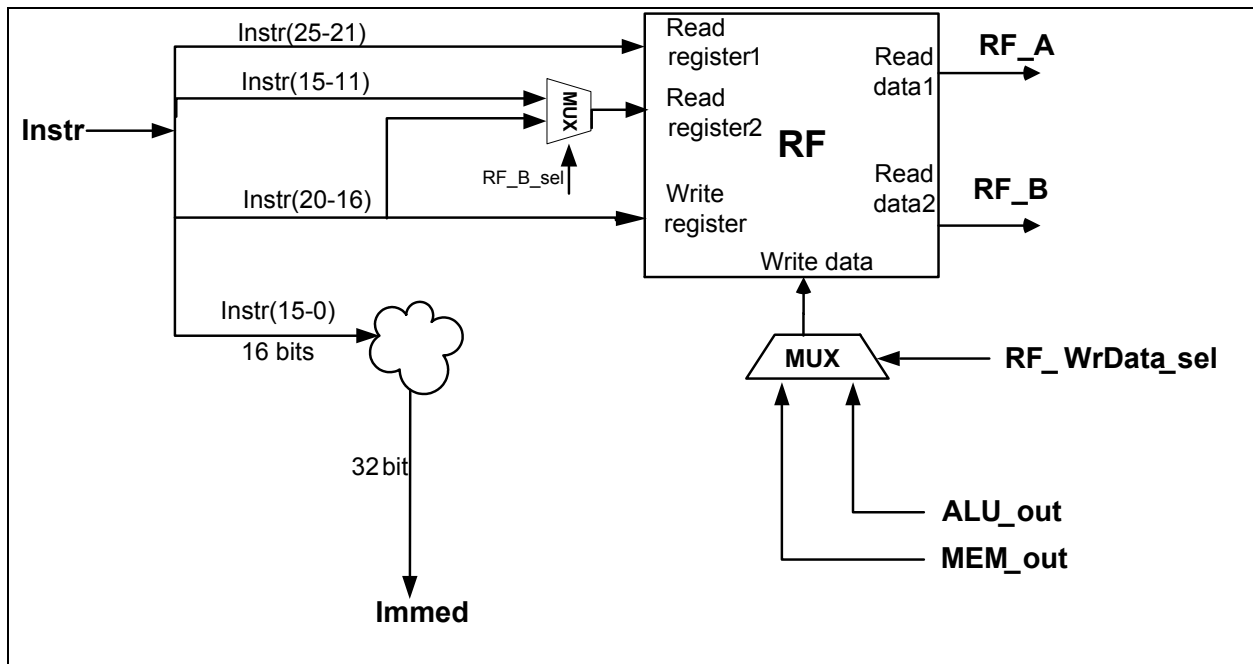 Instr(25-21)
Read
register1
Read
data1
RF_A
Instr(15-11)
MUX
Read
register2
Instr
RF
RF_B_sel
Instr(20-16)
Write
register
Read
data2
RF_B
Write data
Instr(15-0)
16 bits
MUX
RF_ WrData_sel
32 bit
ALU_out
MEM_out
Immed